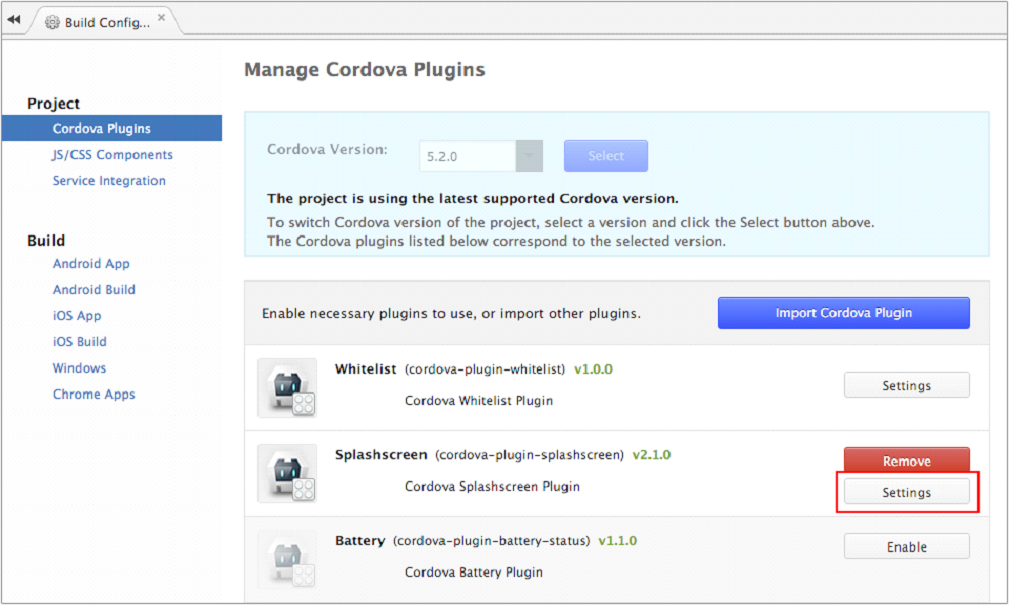 Build Config...
Manage Cordova Plugins
Project
Cordova Plugins
JS/CSS Components
Service Integration
Build
Android App
Android Build
iOS App
iOS Build
Windows
Chrome Apps
Cordova Version:
5.2.0
Select
The project is using the latest supported Cordova version.
To switch Cordova version of the project, select a version and click the Select button above.
The Cordova plugins listed below correspond to the selected version.
Enable necessary plugins to use, or import other plugins.
Import Cordova Plugin
Whitelist (cordova-plugin-whitelist) v1.0.0
Cordova Whitelist Plugin
Settings
Splashscreen (cordova-plugin-splashscreen) v2.1.0
Cordova Splashscreen Plugin
Remove
Settings
Battery (cordova-plugin-battery-status) v1.1.0
Cordova Battery Plugin
Enable